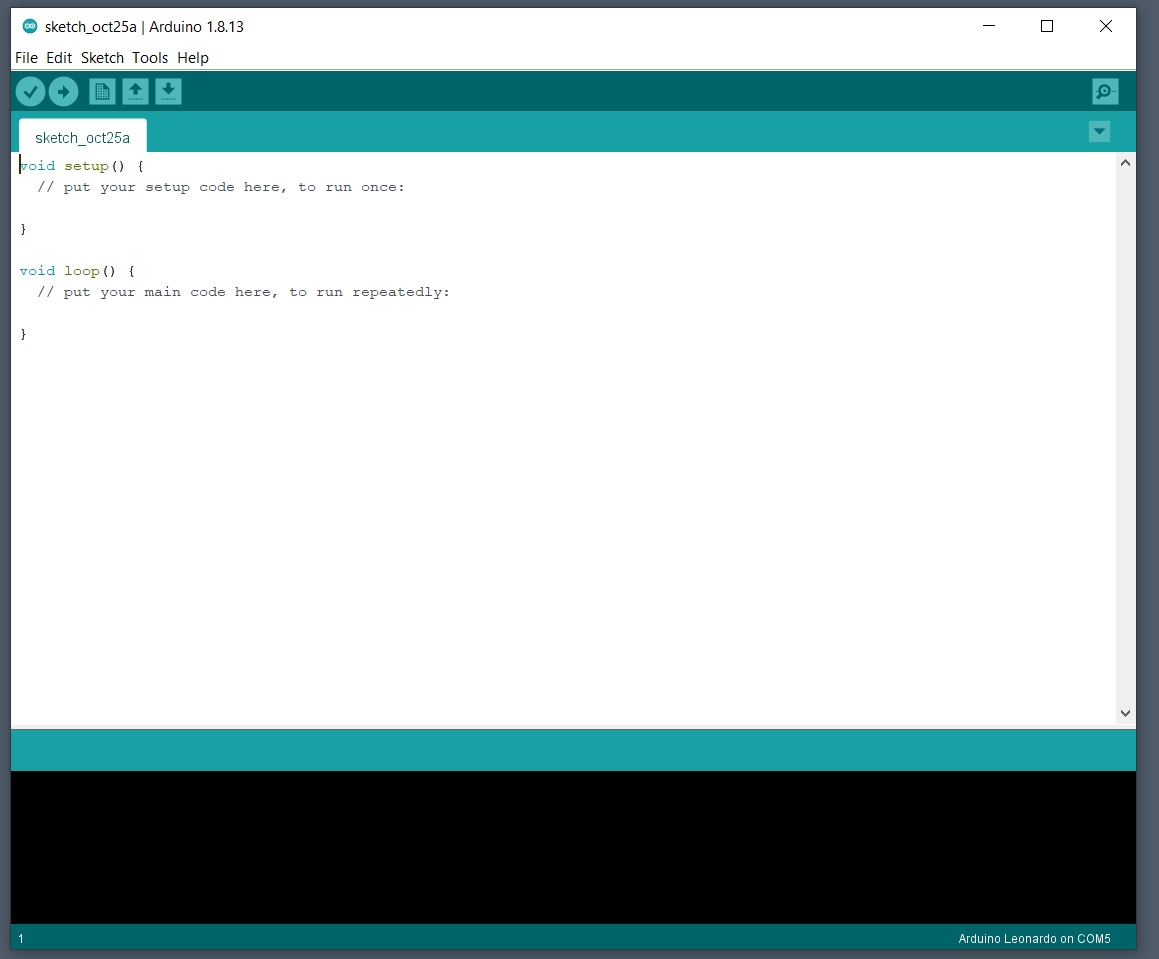 sketch_oct25a | Arduino 1.8.13
File Edit Sketch Tools Help
sketch_oct25a
void setup() {
  // put your setup code here, to run once:
}
void loop() {
  // put your main code here, to run repeatedly:
}
1
Arduino Leonardo on COM5